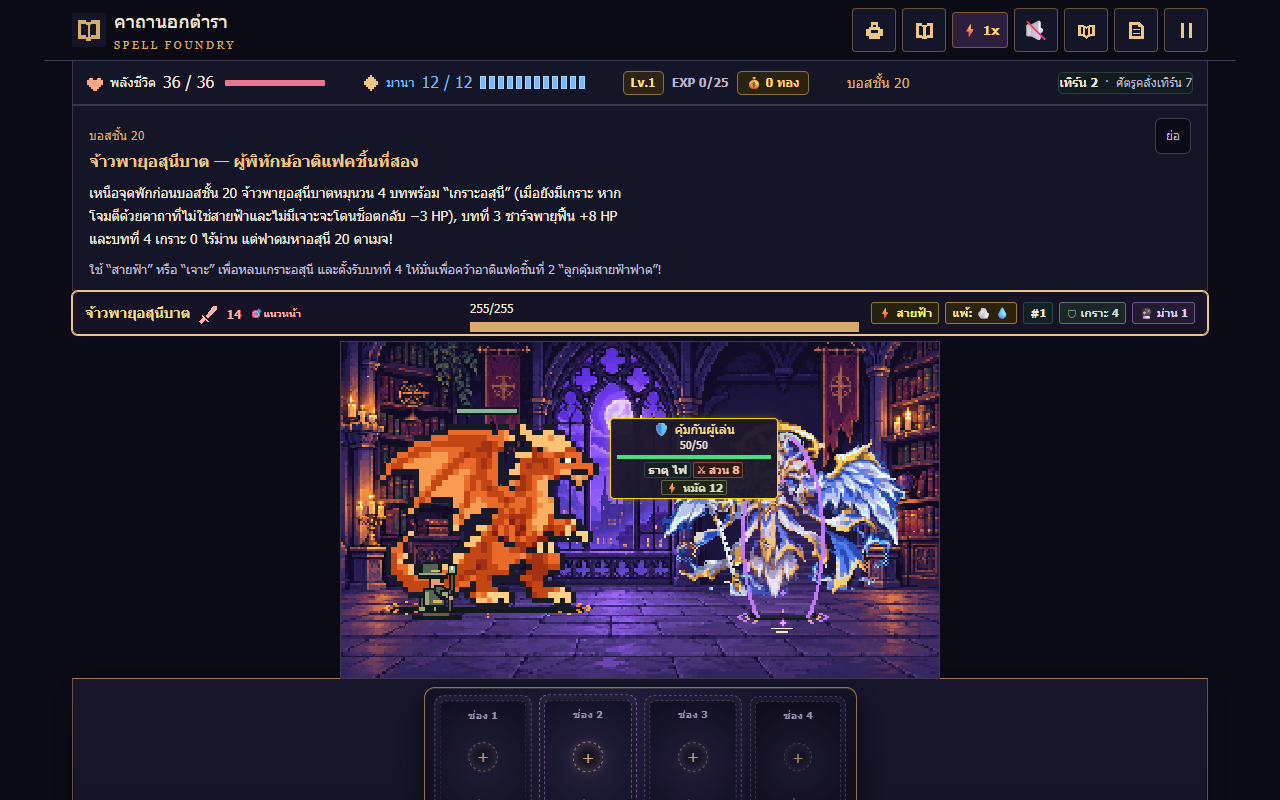 คาถานอกตำรา
SPELL FOUNDRY
1x
พลังชีวิต 36 / 36
มานา 12 / 12
Lv.1 EXP 0/25 0 ทอง
บอสชั้น 20
เทิร์น 2 · ศัตรูคลั่งเทิร์น 7
บอสชั้น 20
ย่อ
จ้าวพายุอสุนีบาต — ผู้พิทักษ์อาติแฟคชิ้นที่สอง
เหนือจุดพักก่อนบอสชั้น 20 จ้าวพายุอสุนีบาตหมุนวน 4 บทพร้อม “เกราะอสุนี” (เมื่อยังมีเกราะ หาก
โจมตีด้วยคาถาที่ไม่ใช่สายฟ้าและไม่มีเจาะจะโดนช็อตกลับ −3 HP), บทที่ 3 ชาร์จพายุฟื้น +8 HP
และบทที่ 4 เกราะ 0 ไร้ม่าน แต่ฟาดมหาอสุนี 20 ดาเมจ!
ใช้ “สายฟ้า” หรือ “เจาะ” เพื่อหลบเกราะอสุนี และตั้งรับบทที่ 4 ให้มั่นเพื่อคว้าอาติแฟคชิ้นที่ 2 “ลูกตุ้มสายฟ้าฟาด”!
จ้าวพายุอสุนีบาต 14 แนวหน้า
255/255
สายฟ้า แพ้: #1 เกราะ 4 ม่าน 1
คุ้มกันผู้เล่น
50/50
ธาตุ ไฟ สวน 8
หมัด 12
ช่อง 1 ช่อง 2 ช่อง 3 ช่อง 4
+ + + +